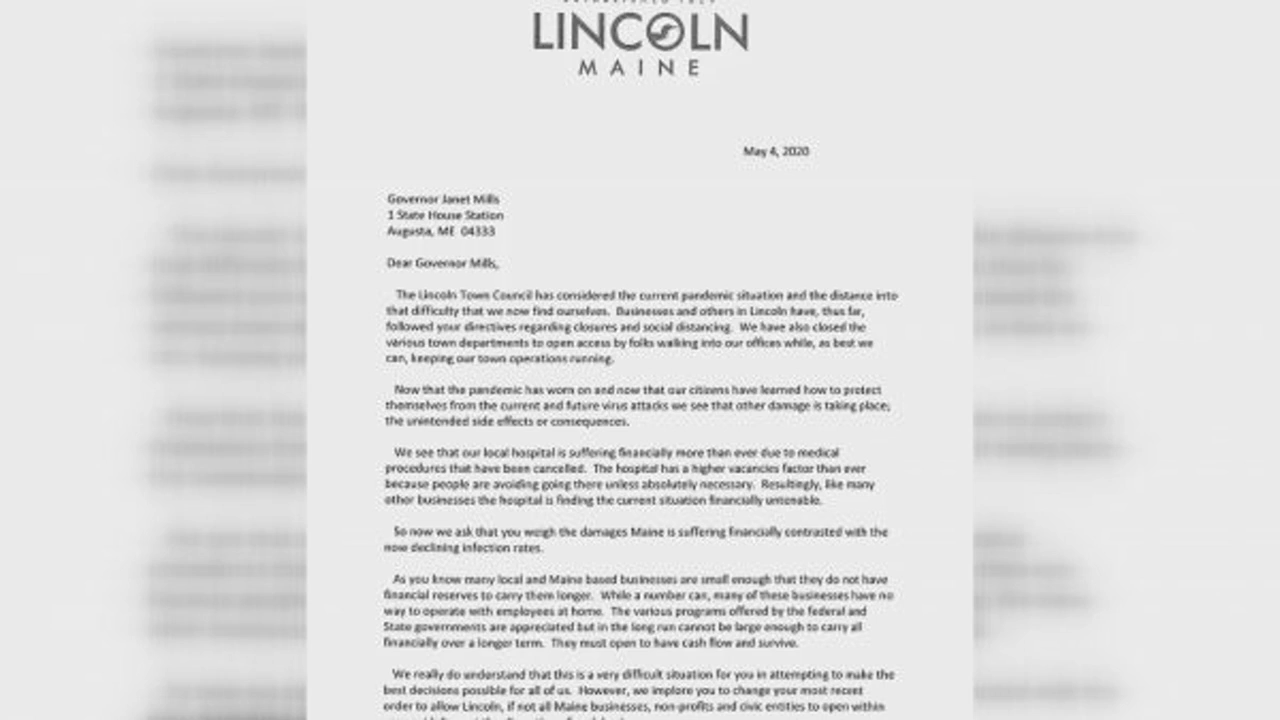 LINCOLN
MAINE
May 4, 2020
Governor Janet Mills
1 State House Station
Augusta, ME 04333
Dear Governor Mills,
The Lincoln Town Council has considered the current pandemic situation and the distance into
that difficulty that we now find ourselves. Businesses and others in Lincoln have, thus far,
followed your directives regarding closures and social distancing. We have also closed the
various town departments to open access by folks walking into our offices while, as best we
can, keeping our town operations running.
Now that the pandemic has worn on and now that our citizens have learned how to protect
themselves from the current and future virus attacks we see that other damage is taking place;
the unintended side effects or consequences.
We see that our local hospital is suffering financially more than ever due to medical
procedures that have been cancelled. The hospital has a higher vacancies factor than ever
because people are avoiding going there unless absolutely necessary. Resultingly, like many
other businesses the hospital is finding the current situation financially untenable.
So now we ask that you weigh the damages Maine is suffering financially contrasted with the
now declining infection rates.
As you know many local and Maine based businesses are small enough that they do not have
financial reserves to carry them longer. While a number can, many of these businesses have no
way to operate with employees at home. The various programs offered by the federal and
State governments are appreciated but in the long run cannot be large enough to carry all
financially over a longer term. They must open to have cash flow and survive.
We really do understand that this is a very difficult situation for you in attempting to make the
best decisions possible for all of us. However, we implore you to change your most recent
order to allow Lincoln, if not all Maine businesses, non-profits and civic entities to open within